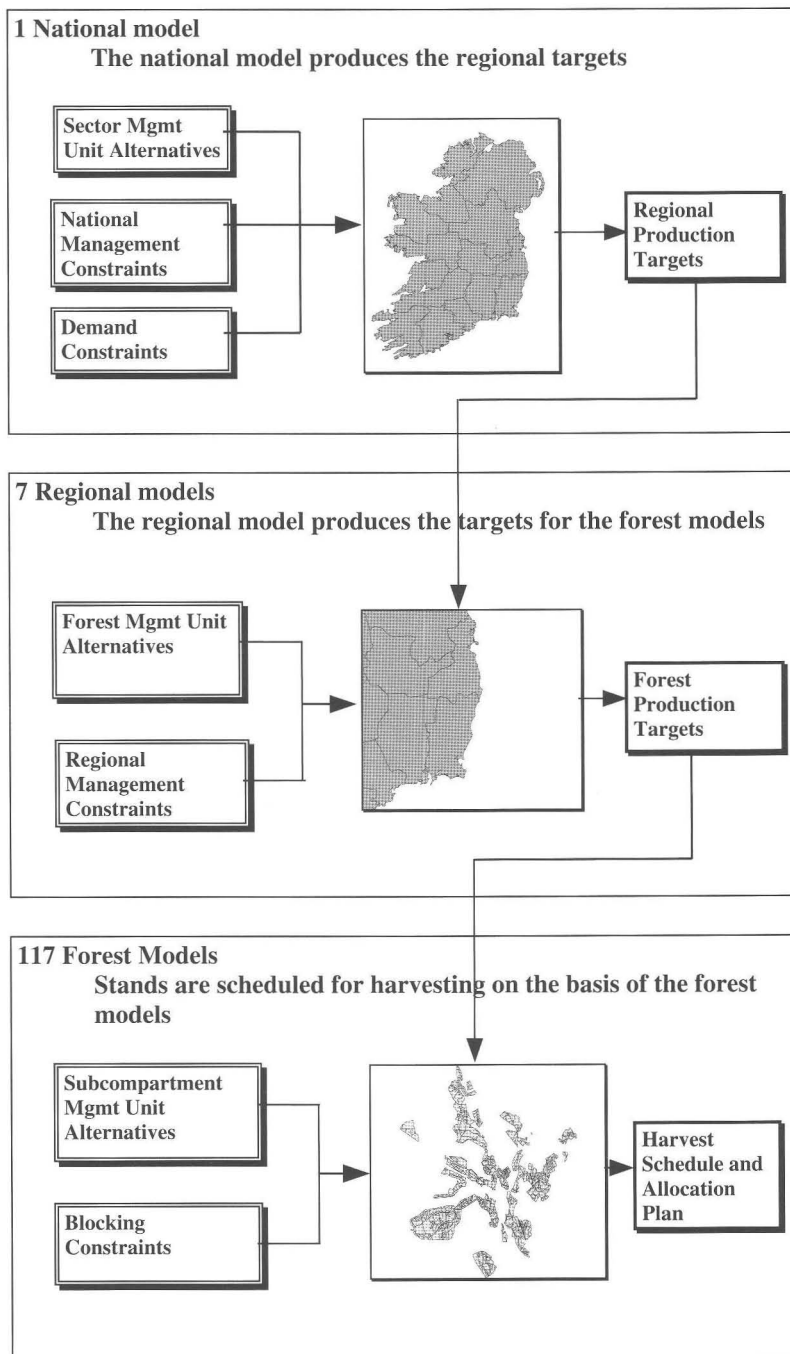 1 National model
The national model produces the regional targets
Sector Mgmt
Unit Alternatives
National
Management
Constraints
Demand
Constraints
Regional
Production
Targets
7 Regional models
The regional model produces the targets for the forest models
Forest Mgmt Unit
Alternatives
Regional
Management
Constraints
Forest
Production
Targets
117 Forest Models
Stands are scheduled for harvesting on the basis of the forest
models
Subcompartment
Mgmt Unit
Alternatives
Blocking
Constraints
Harvest
Schedule and
Allocation
Plan